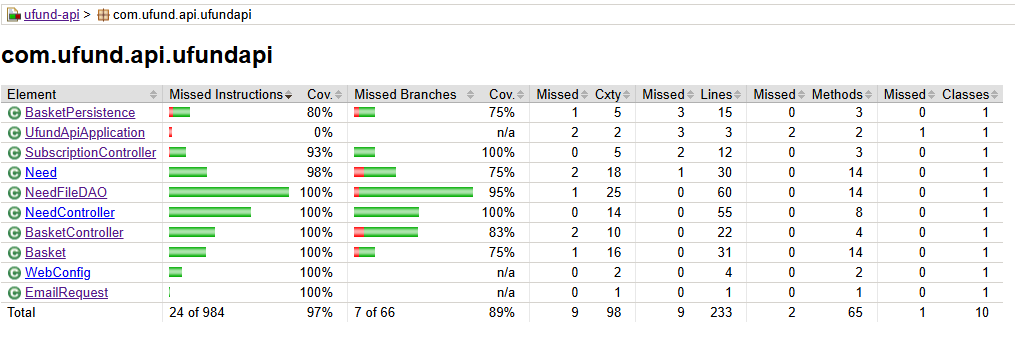 ufund-api > com.ufund.api.ufundapi
com.ufund.api.ufundapi
Element Missed Instructions Cov. Missed Branches Cov. Missed Cxty Missed Lines Missed Methods Missed Classes
BasketPersistence 80% 75% 1 5 3 15 0 3 0 1
UfundApiApplication 0% n/a 2 2 3 3 2 2 1 1
SubscriptionController 93% 100% 0 5 2 12 0 3 0 1
Need 98% 75% 2 18 1 30 0 14 0 1
NeedFileDAO 100% 95% 1 25 0 60 0 14 0 1
NeedController 100% 100% 0 14 0 55 0 8 0 1
BasketController 100% 83% 2 10 0 22 0 4 0 1
Basket 100% 75% 1 16 0 31 0 14 0 1
WebConfig 100% n/a 0 2 0 4 0 2 0 1
EmailRequest 100% n/a 0 1 0 1 0 1 0 1
Total 24 of 984 97% 7 of 66 89% 9 98 9 233 2 65 1 10